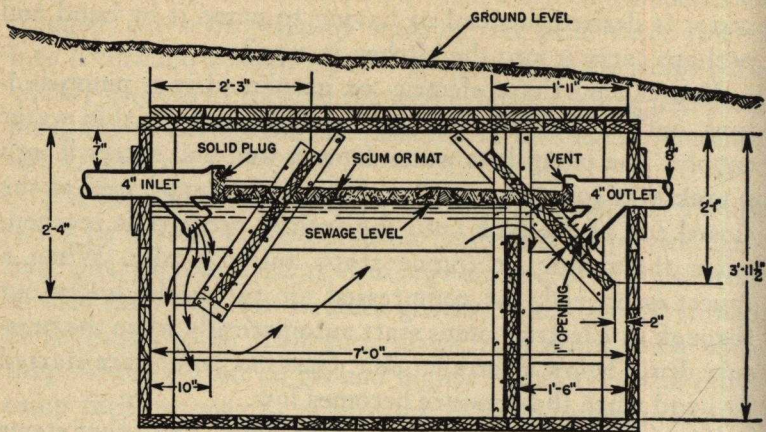 GROUND LEVEL
2'-3"
1'-11"
7"
SOLID PLUG
SCUM OR MAT
VENT
8"
4" INLET
4" OUTLET
2'-4"
SEWAGE LEVEL
2'-1"
3'-11½"
1" OPENING
2"
7'-0"
10"
1'-6"